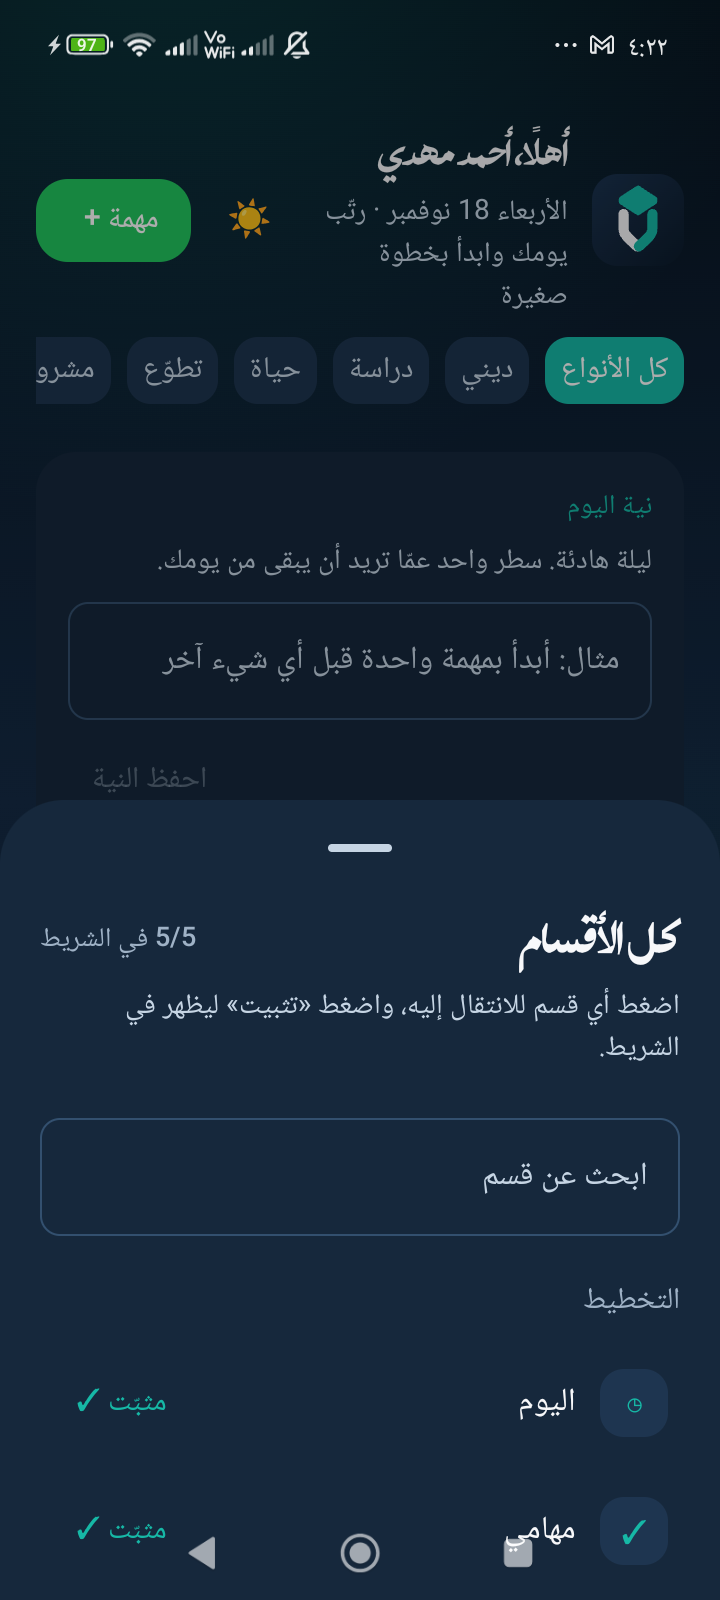 97
Vo
WiFi
... ٤:٢٢
أهلًا، أحمد مهدي
الأربعاء 18 نوفمبر · رتّب
يومك وابدأ بخطوة
صغيرة
مهمة +
كل الأنواع
ديني
دراسة
حياة
تطوّع
مشرو
نية اليوم
ليلة هادئة. سطر واحد عمّا تريد أن يبقى من يومك.
مثال: أبدأ بمهمة واحدة قبل أي شيء آخر
احفظ النية
كل الأقسام
5/5 في الشريط
اضغط أي قسم للانتقال إليه، واضغط «تثبيت» ليظهر في
الشريط.
ابحث عن قسم
التخطيط
اليوم
مثبّت ✓
مهامي
مثبّت ✓